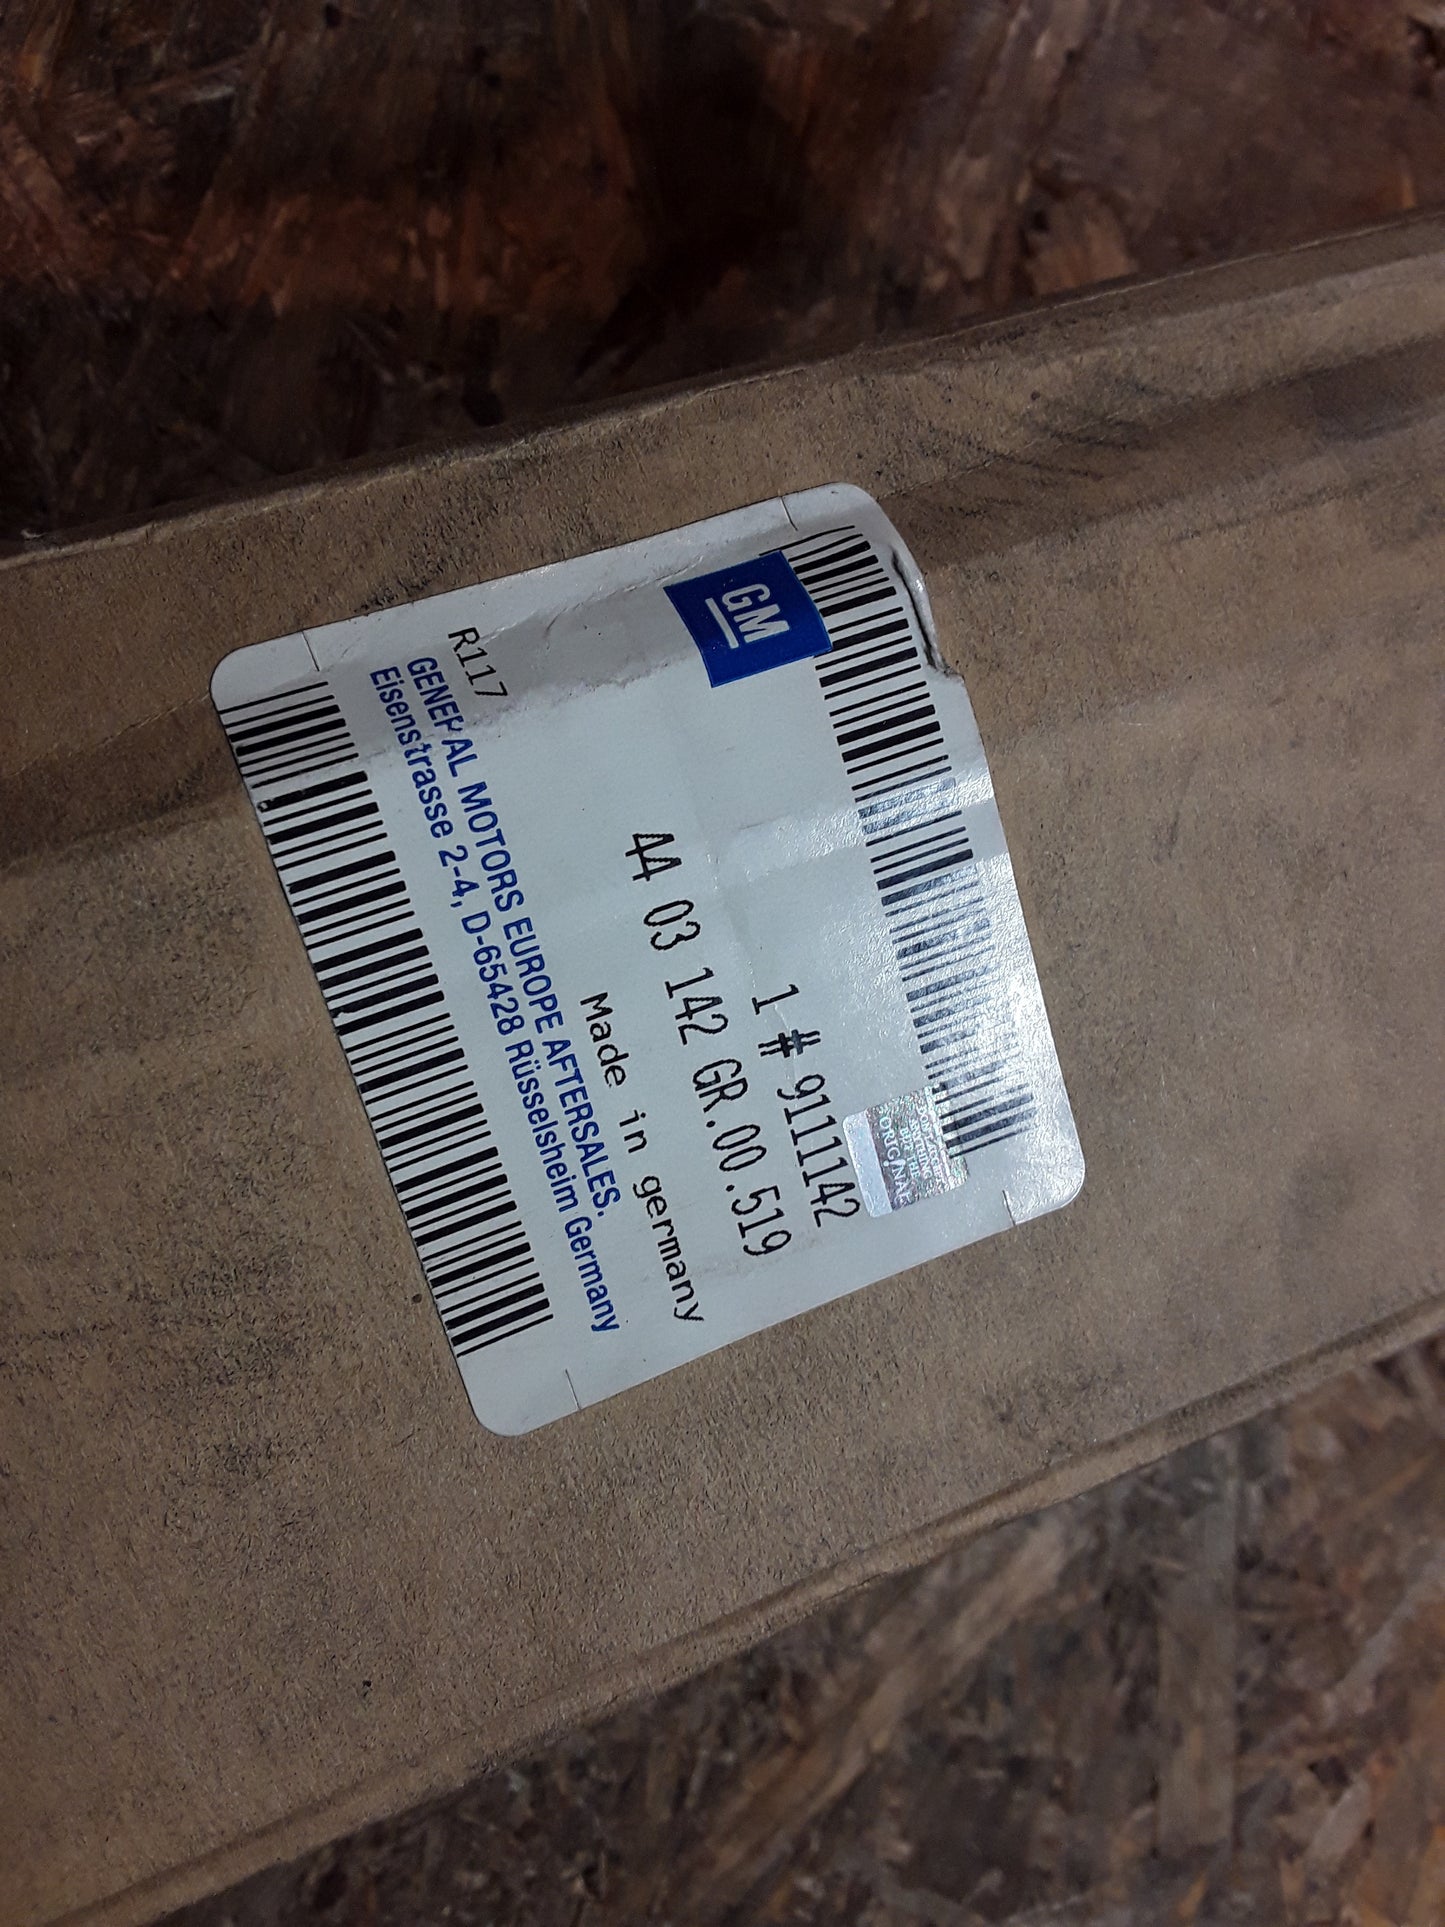 GM
1 # 9111142
44 03 142 GR.00.519
Made in germany
R117
GENERAL MOTORS EUROPE AFTERSALES.
Eisenstrasse 2-4, D-65428 Rüsselsheim Germany
ORIGINAL